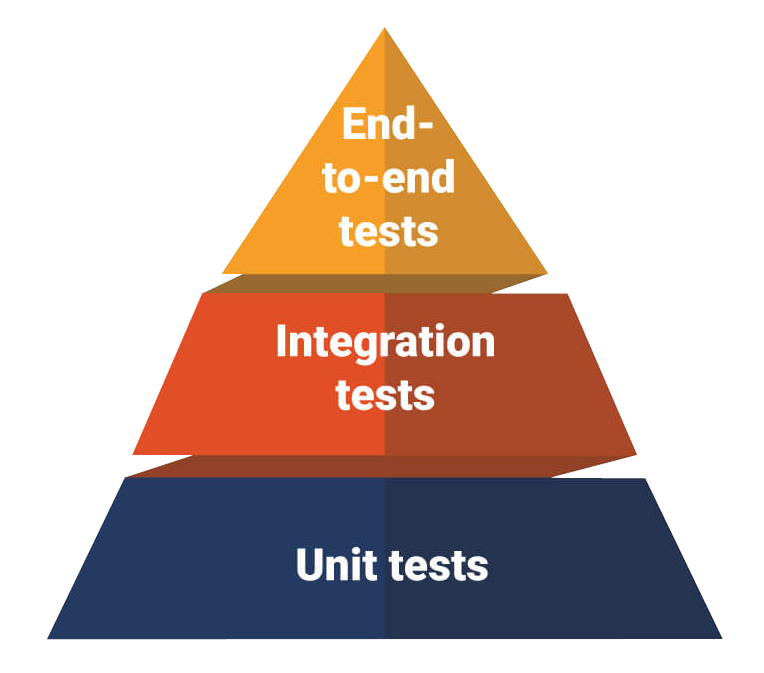 End-
to-end
tests
Integration
tests
Unit tests